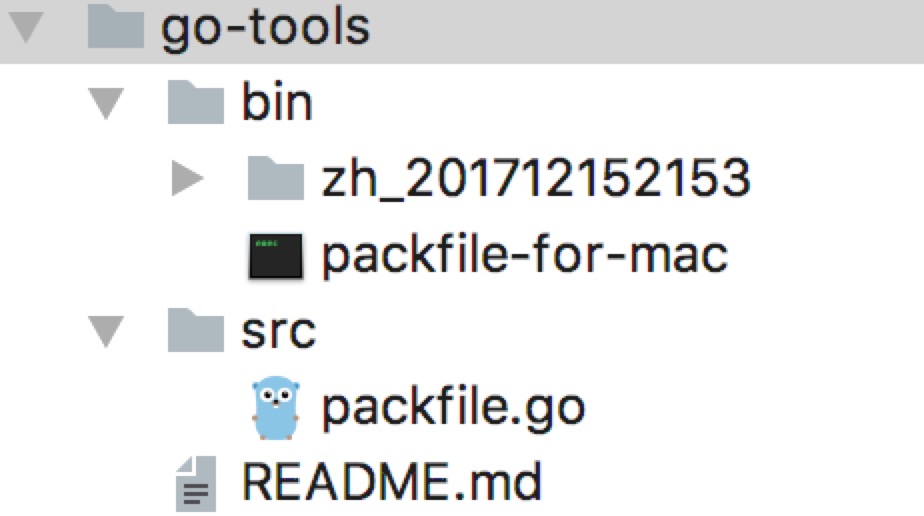 go-tools
bin
zh_201712152153
packfile-for-mac
src
packfile.go
README.md